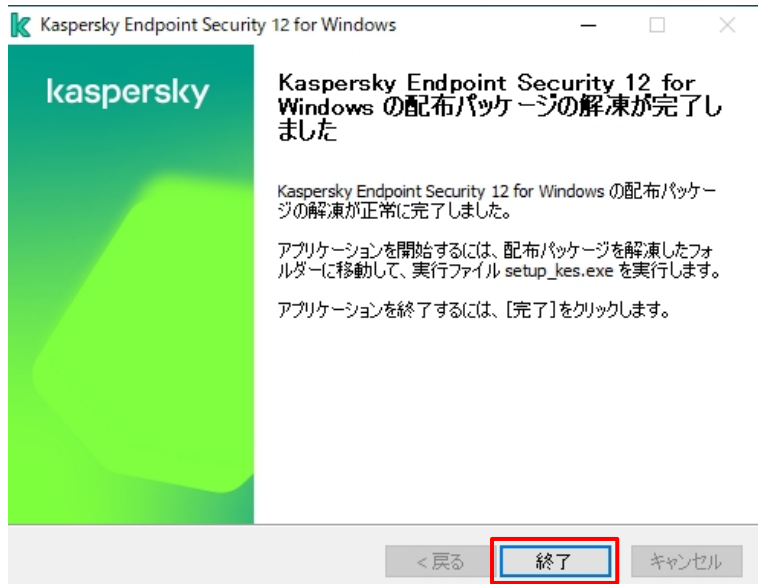 Kaspersky Endpoint Security 12 for Windows
kaspersky
Kaspersky Endpoint Security 12 for
Windows の配布パッケージの解凍が完了し
ました
Kaspersky Endpoint Security 12 for Windows の配布パッケー
ジの解凍が正常に完了しました。
アプリケーションを開始するには、配布パッケージを解凍したフォ
ルダーに移動して、実行ファイル setup_kes.exe を実行します。
アプリケーションを終了するには、[完了]をクリックします。
< 戻る
終了
キャンセル